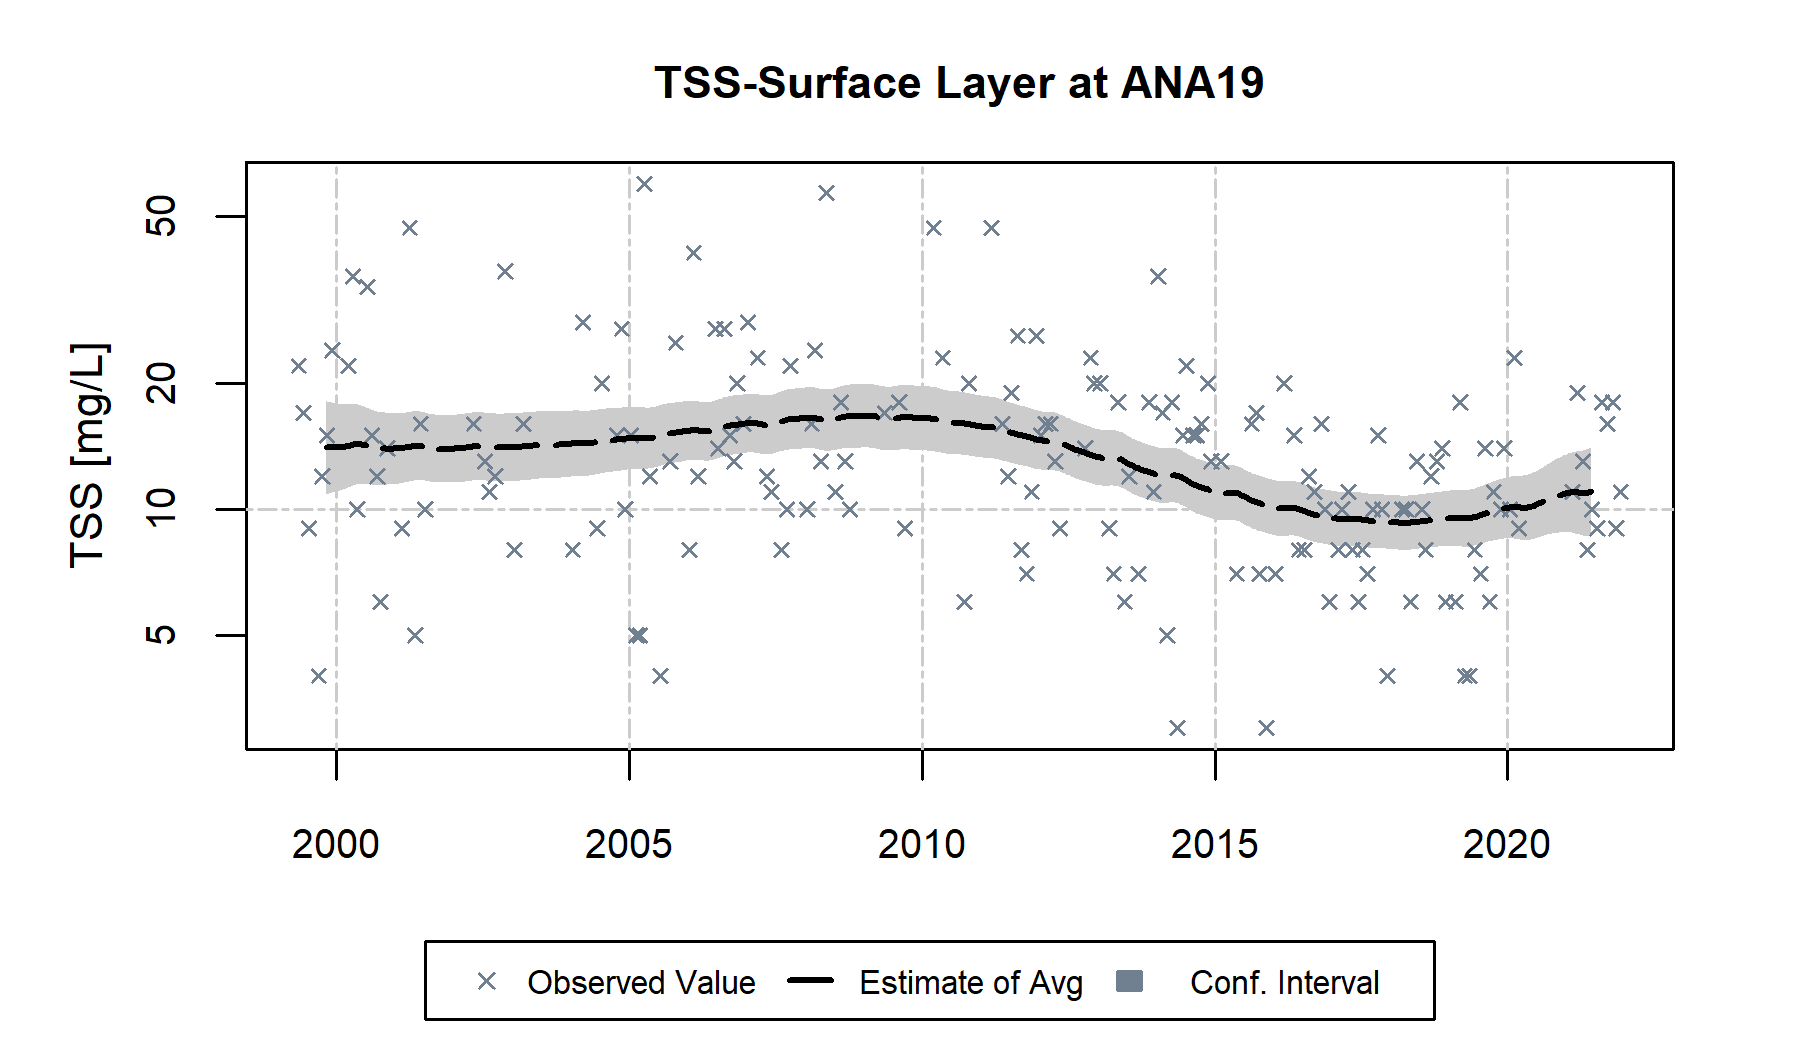 TSS-Surface Layer at ANA19
TSS [mg/L]
50
20
10
5
2000 2005 2010 2015 2020
Observed Value Estimate of Avg Conf. Interval